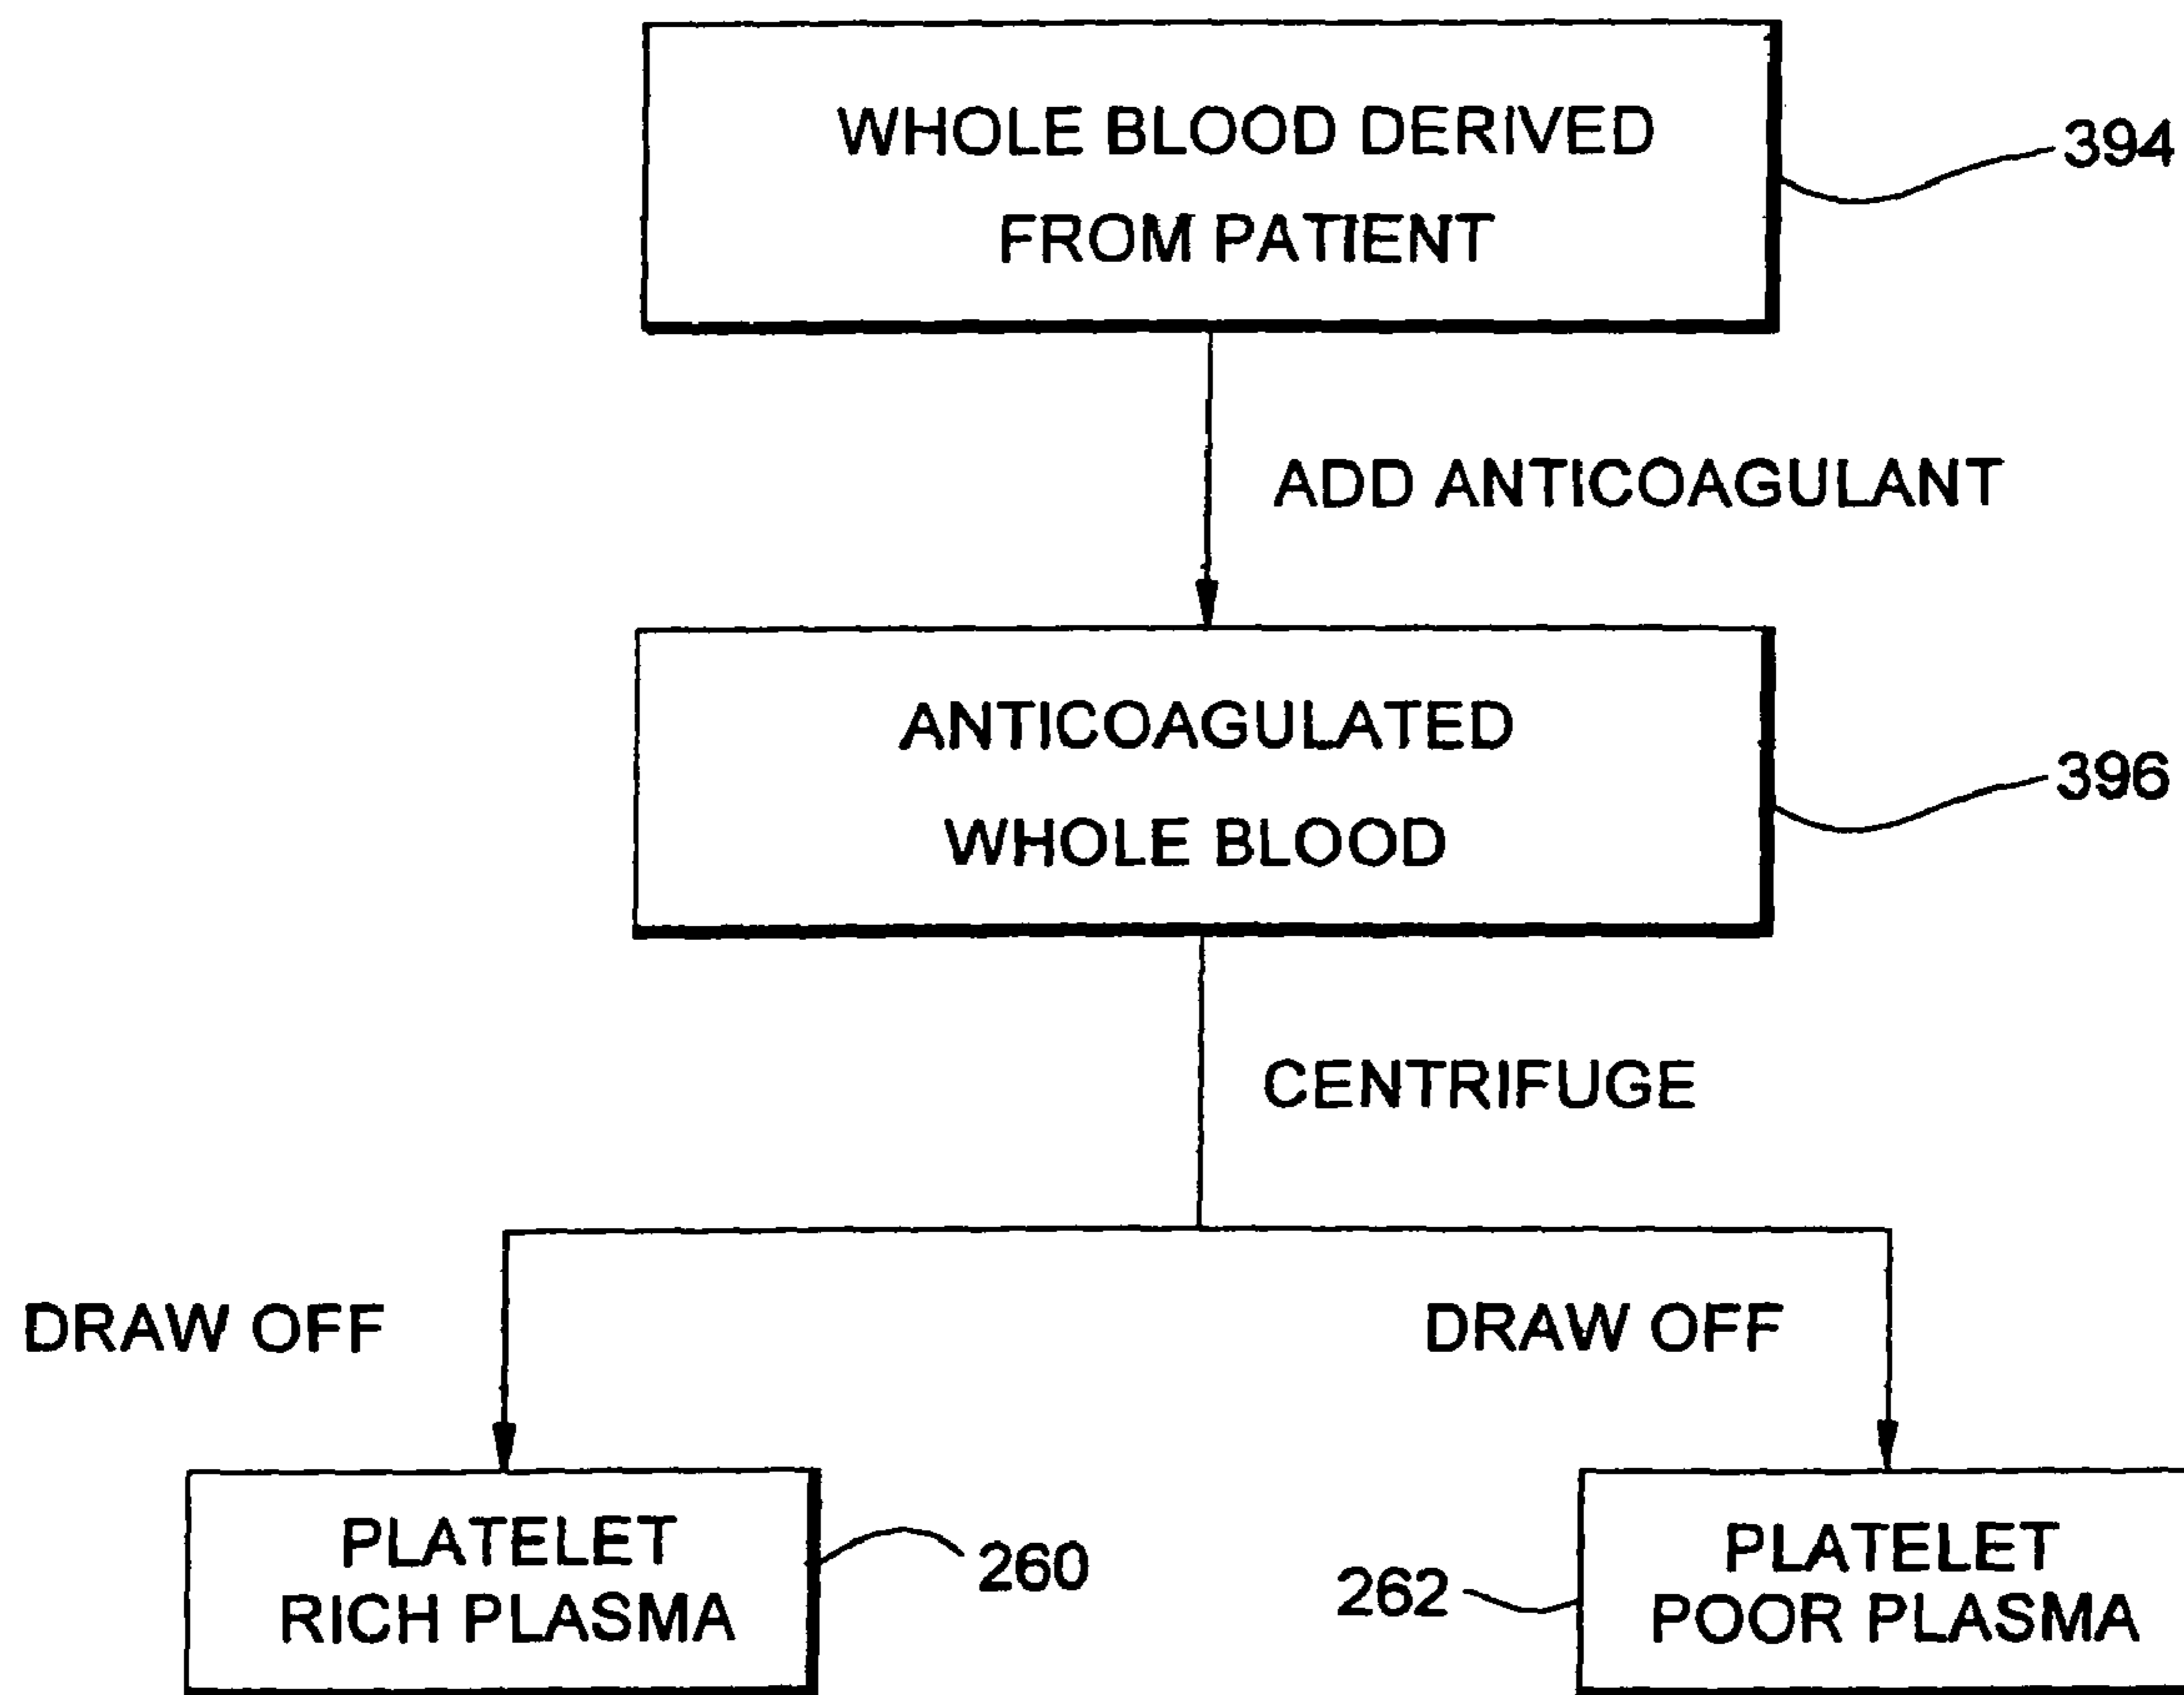 WHOLE BLOOD DERIVED
FROM PATIENT
394
ADD ANTICOAGULANT
ANTICOAGULATED
WHOLE BLOOD
396
CENTRIFUGE
DRAW OFF
DRAW OFF
PLATELET
RICH PLASMA
260
262
PLATELET
POOR PLASMA